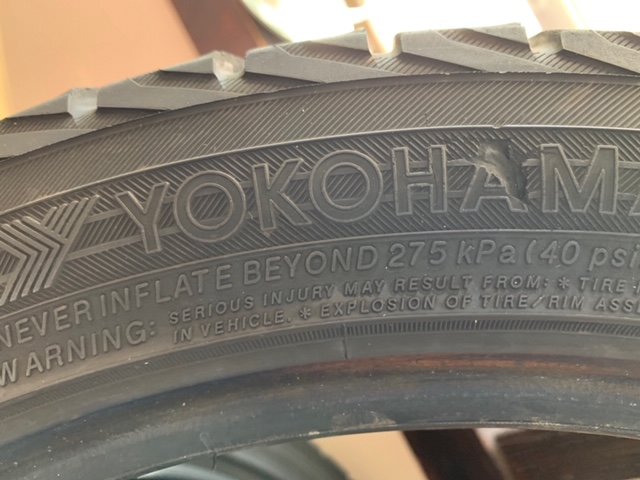 YOKOHAMA
NEVER INFLATE BEYOND 275 kPa (40 psi
WARNING: SERIOUS INJURY MAY RESULT FROM: * TIRE
IN VEHICLE. * EXPLOSION OF TIRE/RIM ASSE